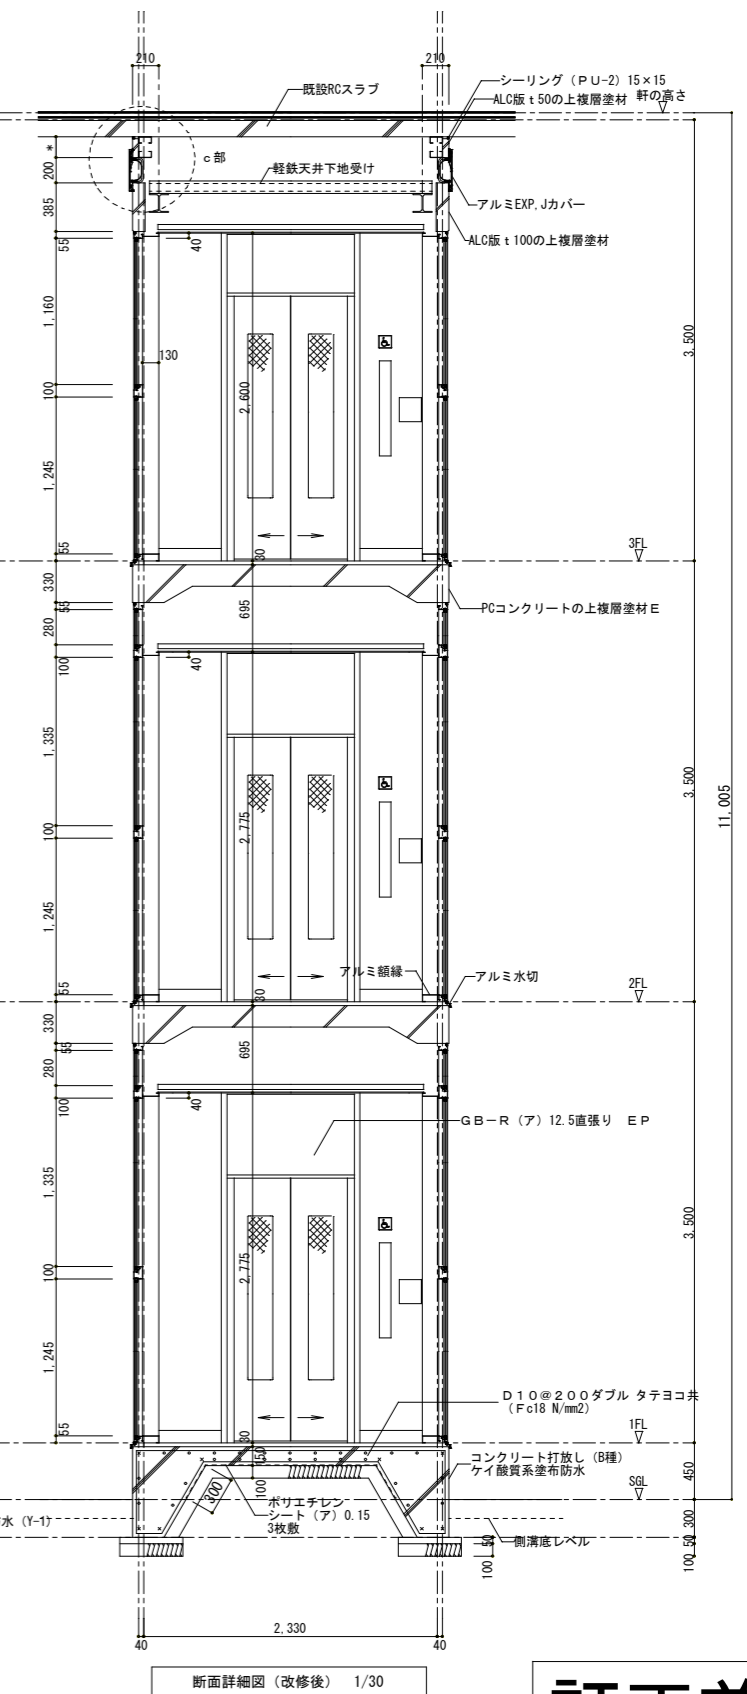 210
210
既設RCスラブ
シーリング（PU-2）15×15
ALC版 t 50の上複層塗材
軒の高さ
c 部
軽鉄天井下地受け
アルミEXP,Jカバー
ALC版 t 100の上複層塗材
*
200
385
55
40
1,160
130
100
2,600
3,500
1,245
55
30
3FL
330
55
695
PCコンクリートの上複層塗材E
280
100
40
1,335
3,500
11,005
100
2,775
1,245
アルミ額縁
アルミ水切
55
30
2FL
330
55
695
280
100
40
GB－R（ア）12.5直張り　EP
1,335
3,500
100
2,775
1,245
D10@200ダブル タテヨコ共
（Fc18 N/mm2）
55
30
1FL
150
コンクリート打放し（B種）
ケイ酸質系塗布防水
450
100
SGL
300
ポリエチレン
シート（ア）0.15
3枚敷
水（Y-1）
側溝底レベル
300
50
50
100
100
2,330
40
40
断面詳細図（改修後）　1/30